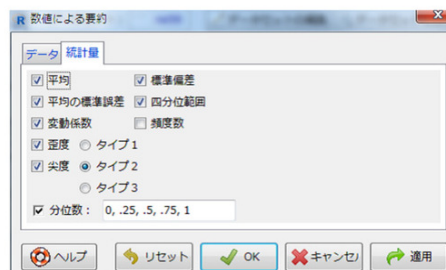 R 数値による要約
データ 統計量
平均 標準偏差
平均の標準誤差 四分位範囲
変動係数 頻度数
歪度 タイプ1
尖度 タイプ2
タイプ3
分位数: 0, .25, .5, .75, 1
ヘルプ リセット OK キャンセル 適用